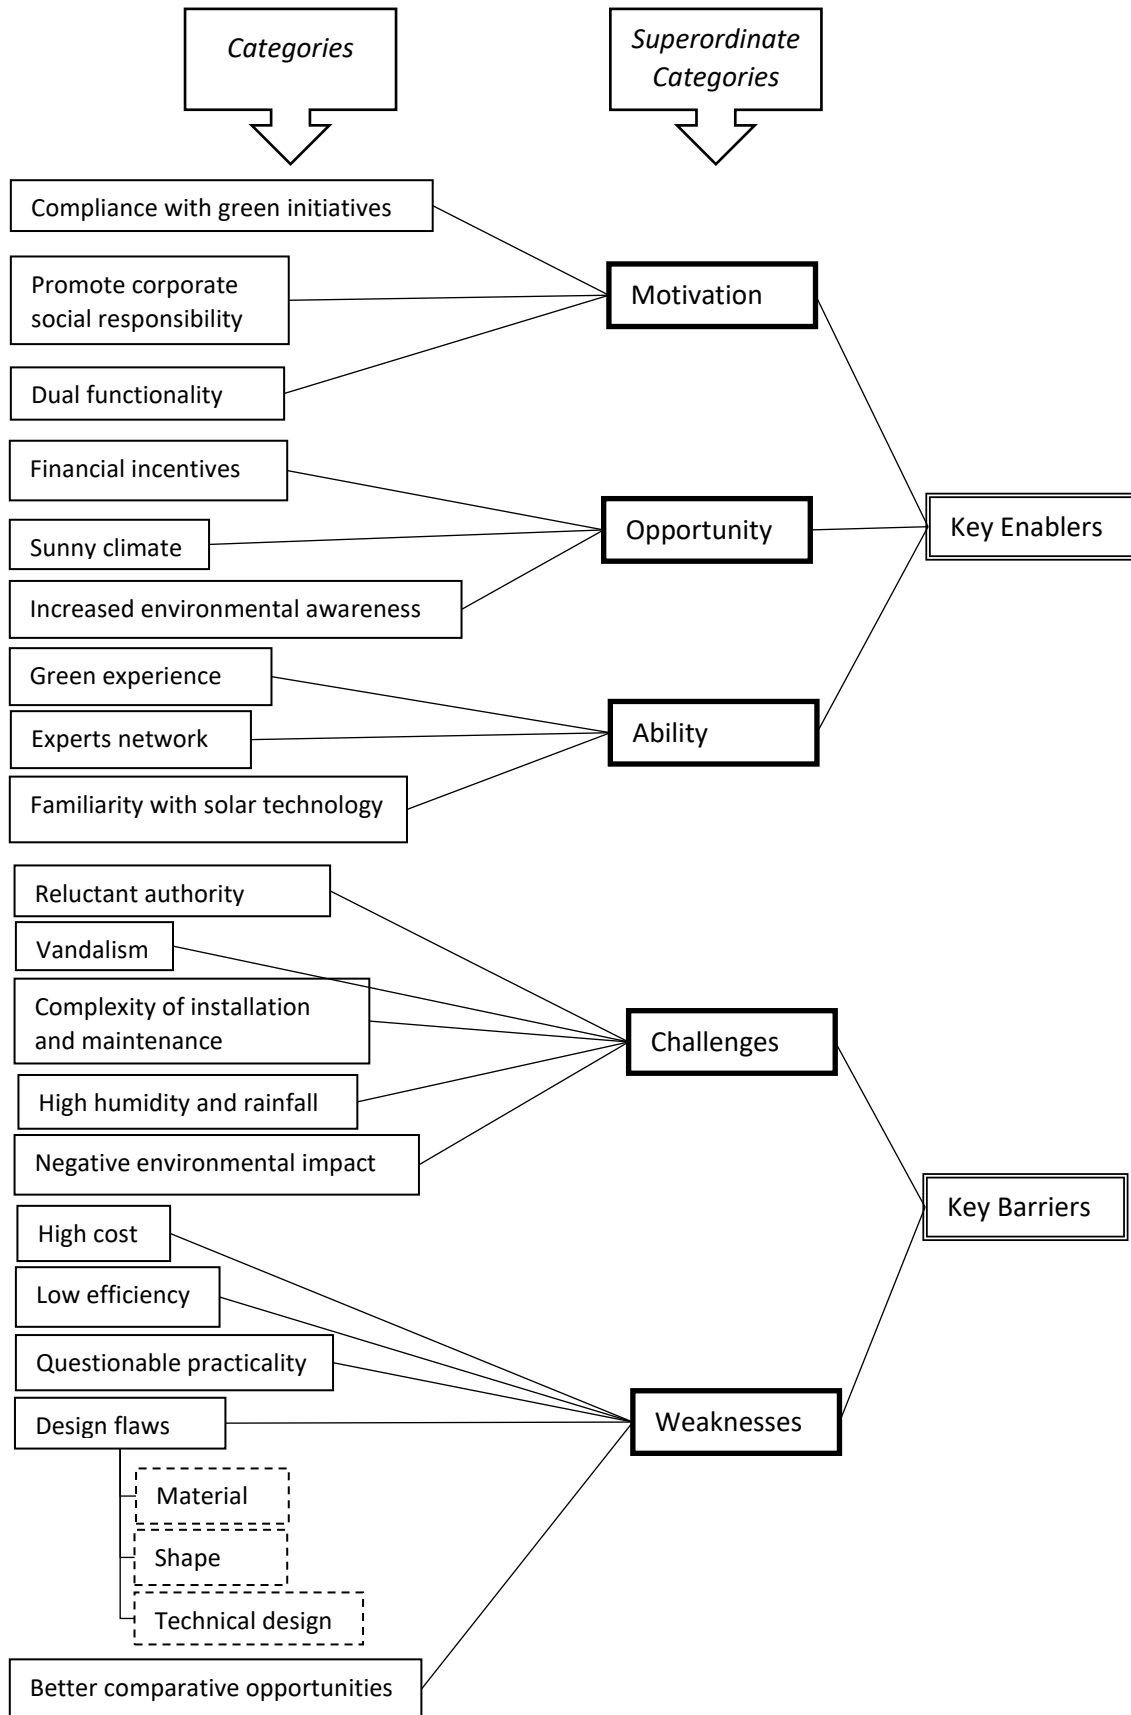 Categories
Superordinate
Categories
Compliance with green initiatives
Promote corporate
social responsibility
Dual functionality
Motivation
Financial incentives
Sunny climate
Increased environmental awareness
Opportunity
Key Enablers
Green experience
Experts network
Familiarity with solar technology
Ability
Reluctant authority
Vandalism
Complexity of installation
and maintenance
High humidity and rainfall
Negative environmental impact
Challenges
Key Barriers
High cost
Low efficiency
Questionable practicality
Design flaws
Weaknesses
Material
Shape
Technical design
Better comparative opportunities